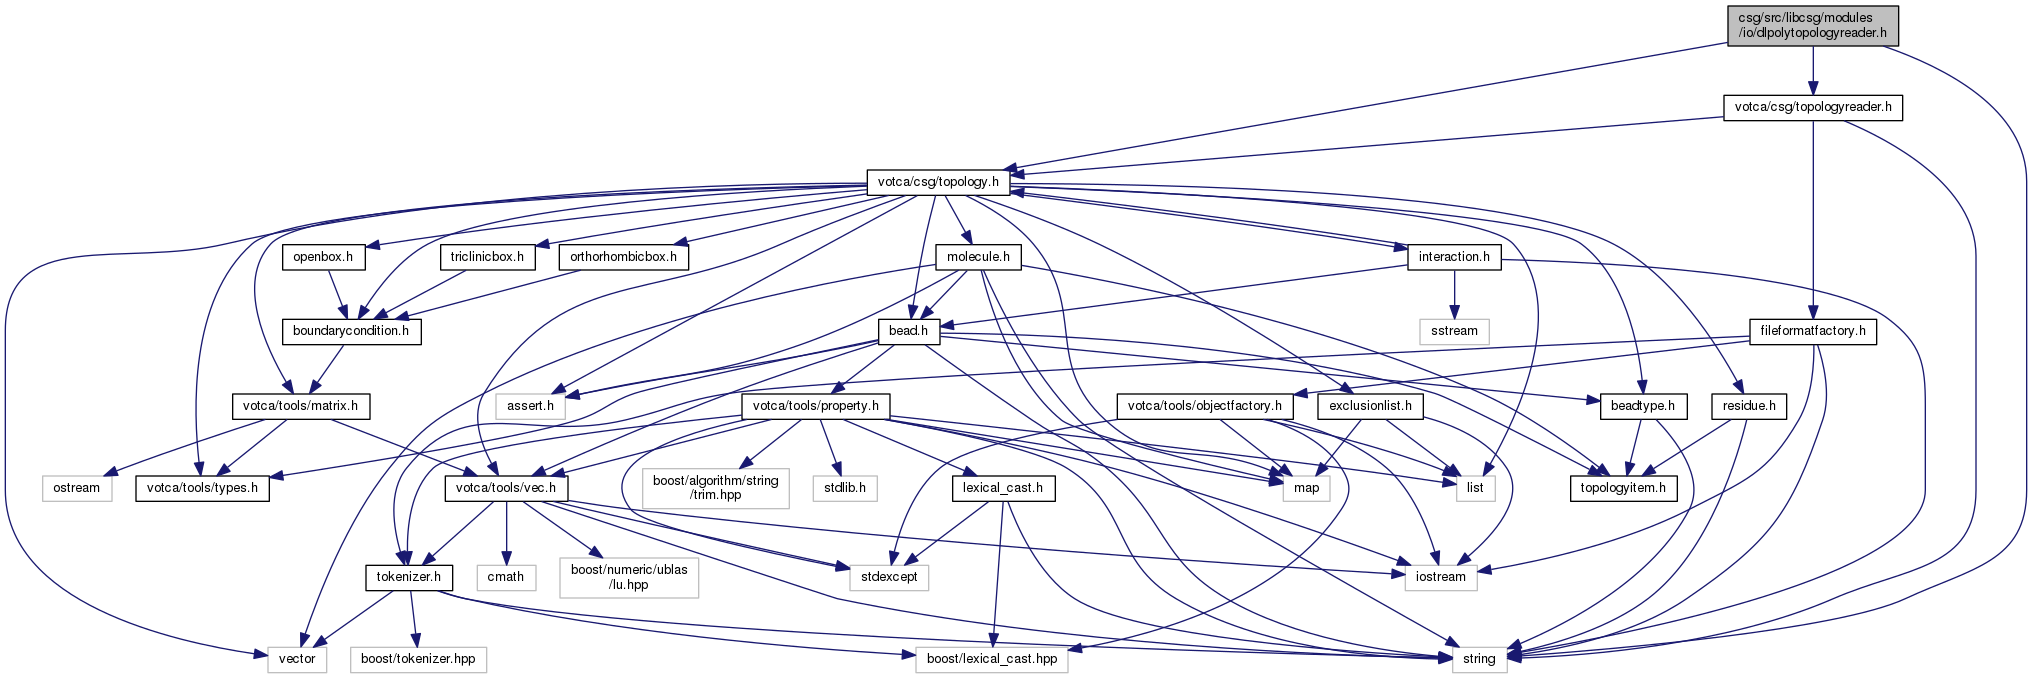 csg/src/libcsg/modules
/io/dlpolytopologyreader.h
votca/csg/topologyreader.h
votca/csg/topology.h
openbox.h
triclinicbox.h
orthorhombicbox.h
molecule.h
interaction.h
boundarycondition.h
bead.h
sstream
fileformatfactory.h
votca/tools/matrix.h
assert.h
votca/tools/property.h
votca/tools/objectfactory.h
exclusionlist.h
beadtype.h
residue.h
ostream
votca/tools/types.h
votca/tools/vec.h
boost/algorithm/string
/trim.hpp
stdlib.h
lexical_cast.h
map
list
topologyitem.h
tokenizer.h
cmath
boost/numeric/ublas
/lu.hpp
stdexcept
iostream
vector
boost/tokenizer.hpp
boost/lexical_cast.hpp
string